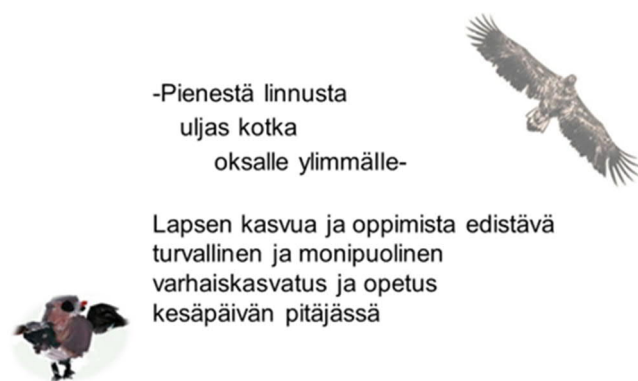 -Pienestä linnusta
uljas kotka
oksalle ylimmälle-
Lapsen kasvua ja oppimista edistävä
turvallinen ja monipuolinen
varhaiskasvatus ja opetus
kesäpäivän pitäjässä